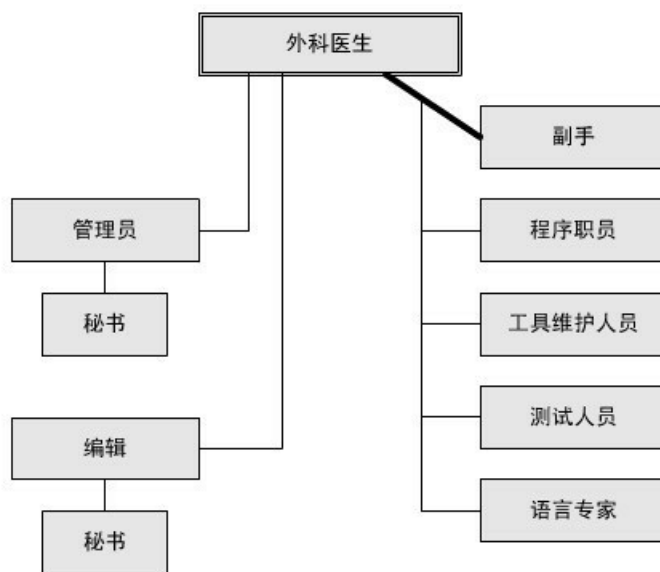 外科医生
副手
管理员
程序职员
秘书
工具维护人员
测试人员
编辑
语言专家
秘书